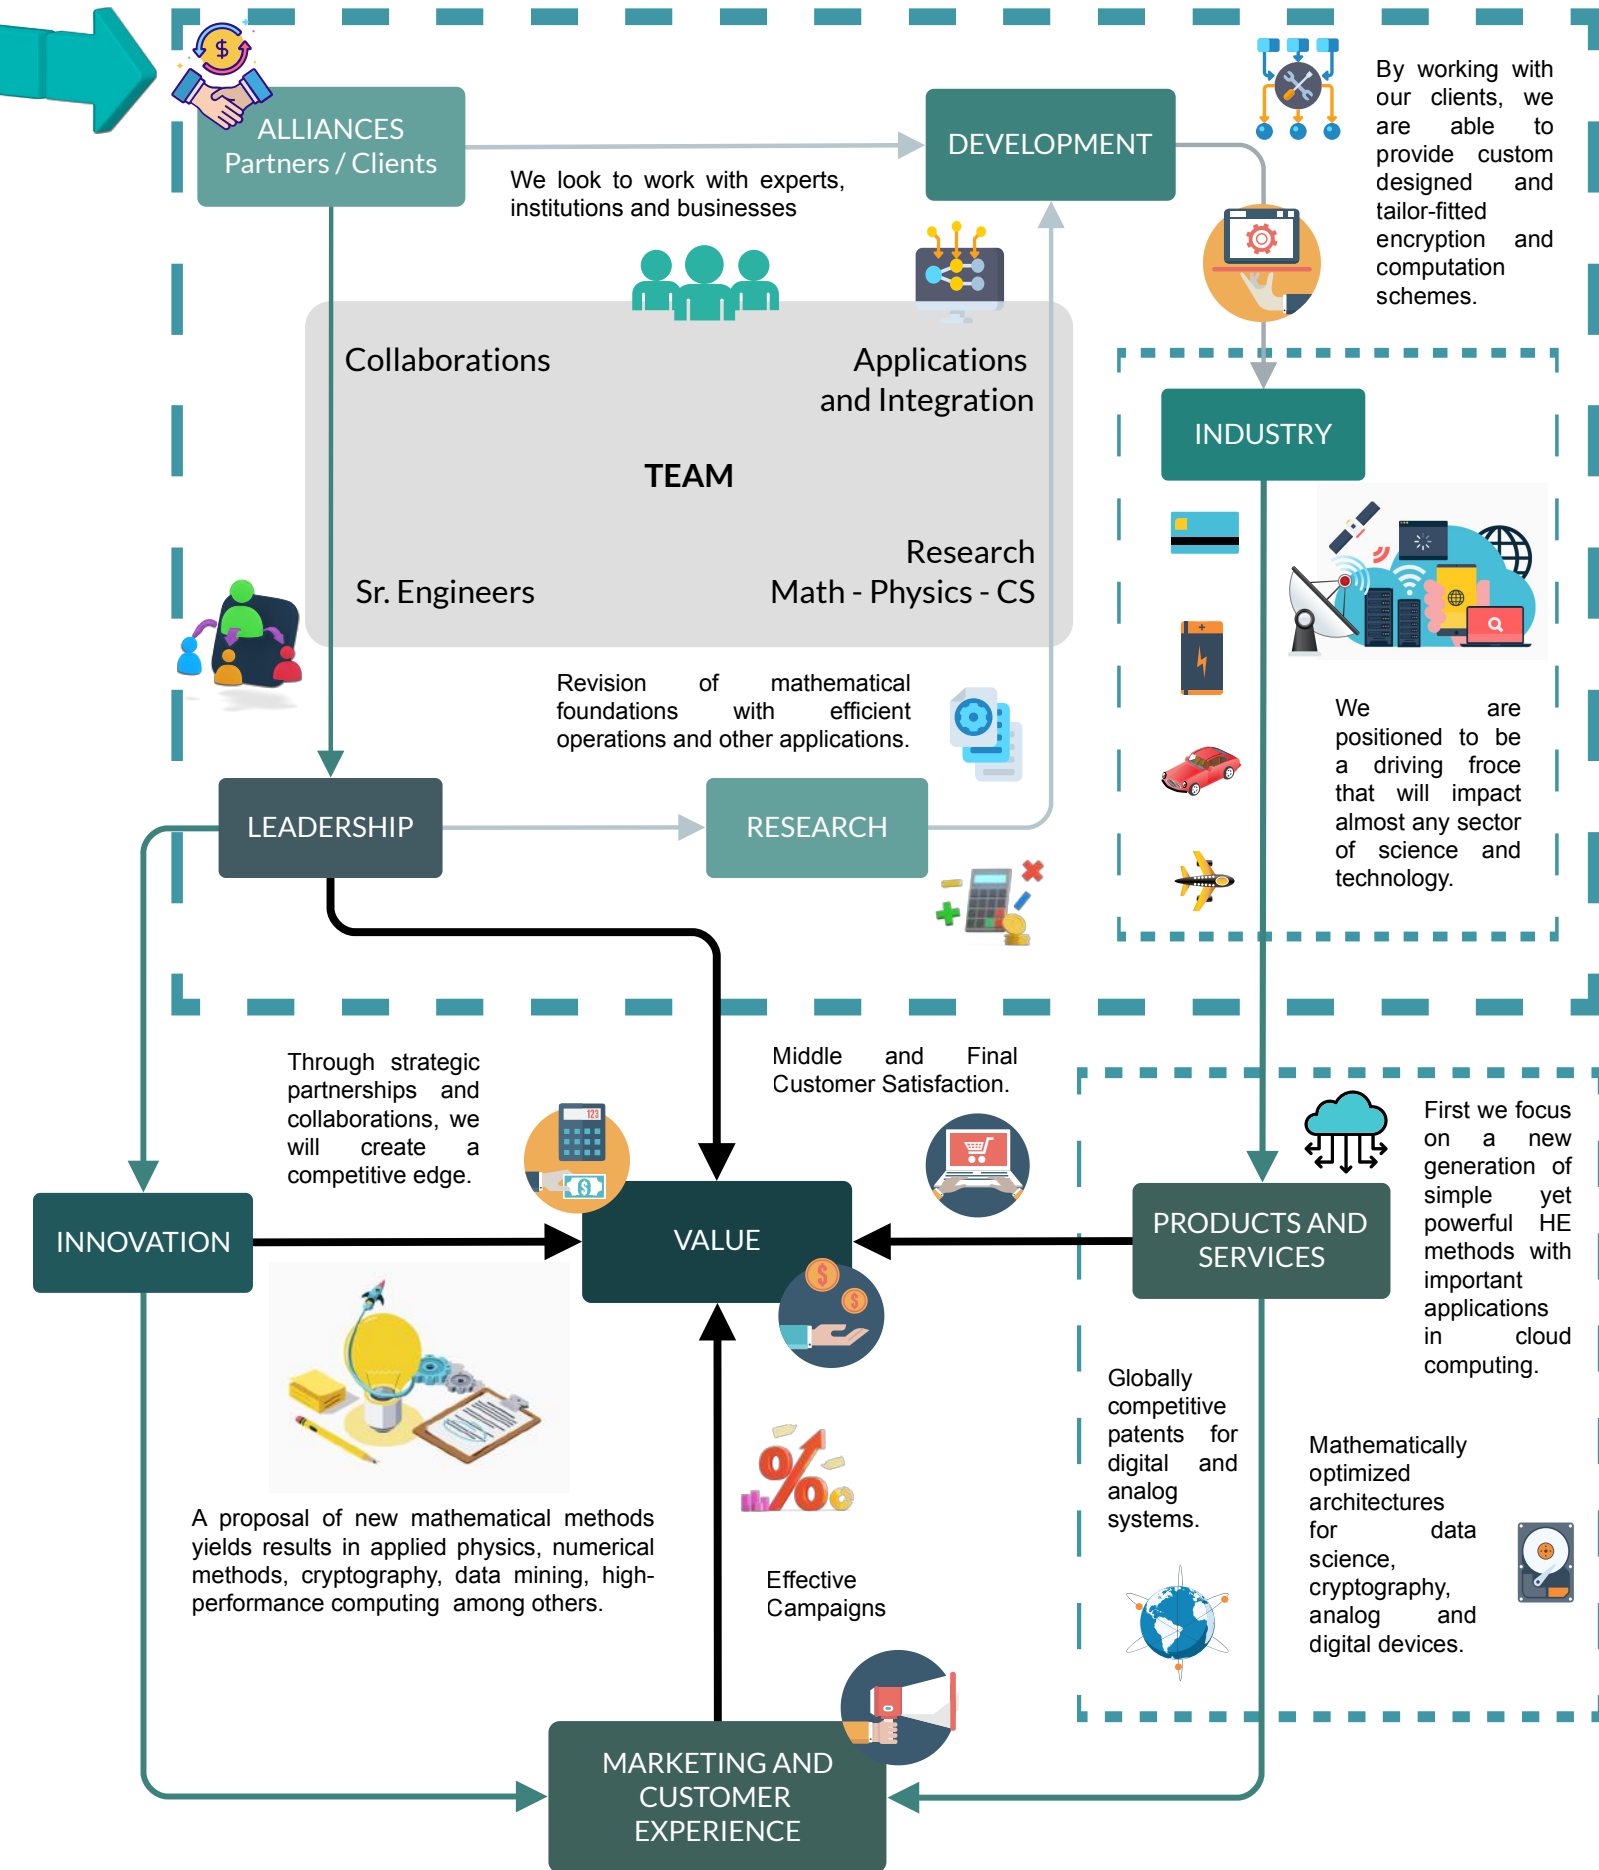 ALLIANCES
Partners / Clients
DEVELOPMENT
By working with
our clients, we
are able to
provide custom
designed and
tailor-fitted
encryption and
computation
schemes.
We look to work with experts,
institutions and businesses
Collaborations
Applications
and Integration
TEAM
Sr. Engineers
Research
Math - Physics - CS
INDUSTRY
We are
positioned to be
a driving froce
that will impact
almost any sector
of science and
technology.
Revision of mathematical
foundations with efficient
operations and other applications.
LEADERSHIP
RESEARCH
Through strategic
partnerships and
collaborations, we
will create a
competitive edge.
123
Middle and Final
Customer Satisfaction.
First we focus
on a new
generation of
simple yet
powerful HE
methods with
important
applications
in cloud
computing.
INNOVATION
VALUE
PRODUCTS AND
SERVICES
Globally
competitive
patents for
digital and
analog
systems.
Mathematically
optimized
architectures
for data
science,
cryptography,
analog and
digital devices.
A proposal of new mathematical methods
yields results in applied physics, numerical
methods, cryptography, data mining, high-
performance computing among others.
Effective
Campaigns
MARKETING AND
CUSTOMER
EXPERIENCE